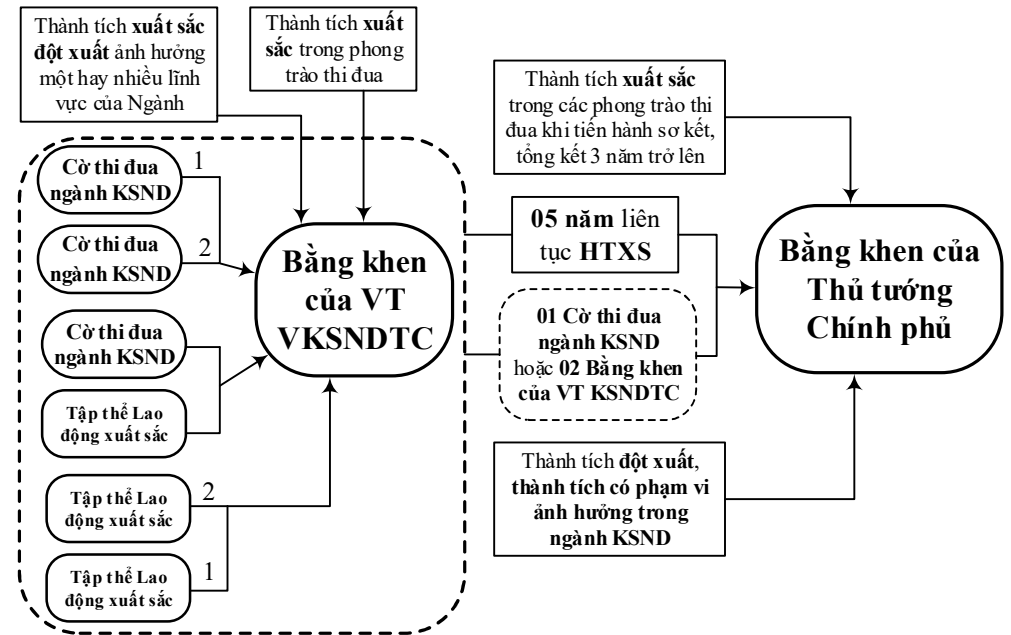 Thành tích xuất sắc
đột xuất ảnh hưởng
một hay nhiều lĩnh
vực của Ngành
Thành tích xuất
sắc trong phong
trào thi đua
Thành tích xuất sắc
trong các phong trào thi
đua khi tiến hành sơ kết,
tổng kết 3 năm trở lên
Cờ thi đua
ngành KSND
1
Cờ thi đua
ngành KSND
2
Cờ thi đua
ngành KSND
Tập thể Lao
động xuất sắc
Tập thể Lao
động xuất sắc
2
Tập thể Lao
động xuất sắc
1
Bằng khen
của VT
VKSNDTC
05 năm liên
tục HTXS
01 Cờ thi đua
ngành KSND
hoặc 02 Bằng khen
của VT KSNDTC
Bằng khen của
Thủ tướng
Chính phủ
Thành tích đột xuất,
thành tích có phạm vi
ảnh hưởng trong
ngành KSND